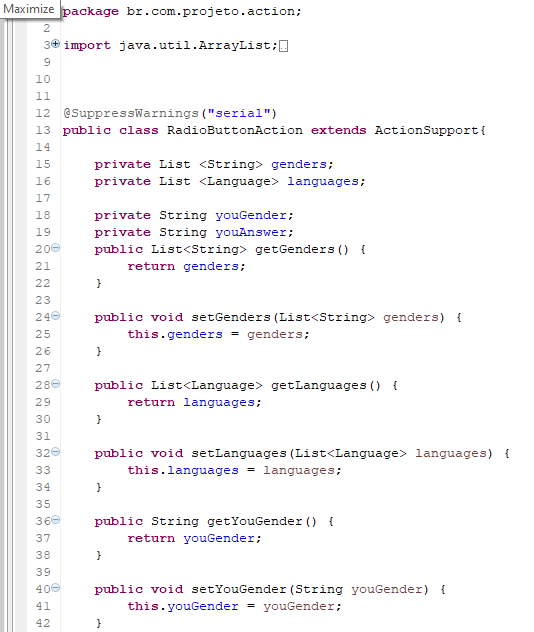 Maximize
package br.com.projeto.action;
2
3 import java.util.ArrayList;
9
10
11
12 @SuppressWarnings("serial")
13 public class RadioButtonAction extends ActionSupport{
14
15 private List <String> genders;
16 private List <Language> languages;
17
18 private String youGender;
19 private String youAnswer;
20 public List<String> getGenders() {
21 return genders;
22 }
23
24 public void setGenders(List<String> genders) {
25 this.genders = genders;
26 }
27
28 public List<Language> getLanguages() {
29 return languages;
30 }
31
32 public void setLanguages(List<Language> languages) {
33 this.languages = languages;
34 }
35
36 public String getYouGender() {
37 return youGender;
38 }
39
40 public void setYouGender(String youGender) {
41 this.youGender = youGender;
42 }